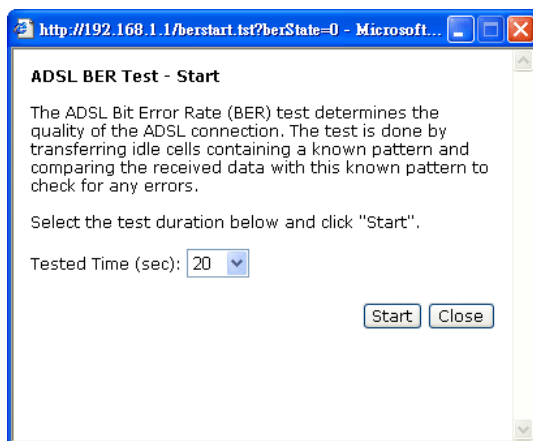 http://192.168.1.1/berstart.tst?berState=0 - Microsoft...
ADSL BER Test - Start
The ADSL Bit Error Rate (BER) test determines the
quality of the ADSL connection. The test is done by
transferring idle cells containing a known pattern and
comparing the received data with this known pattern to
check for any errors.
Select the test duration below and click "Start".
Tested Time (sec): 20
Start Close